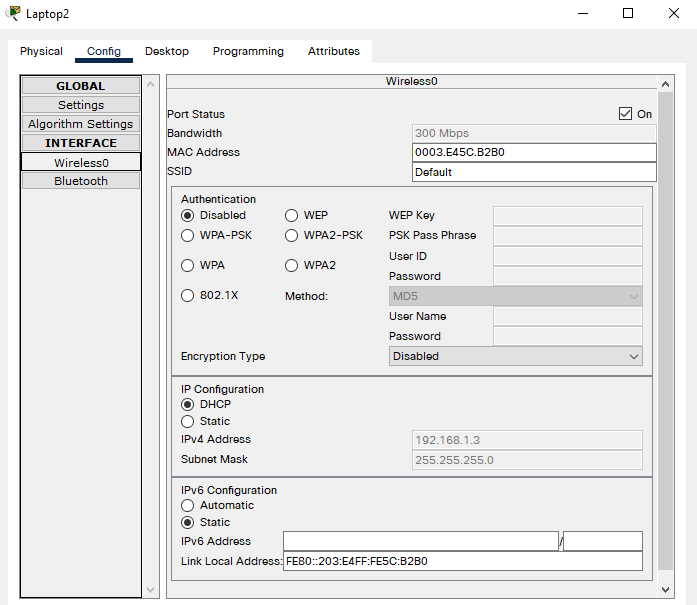 Laptop2
Physical Config Desktop Programming Attributes
GLOBAL
Settings
Algorithm Settings
INTERFACE
Wireless0
Bluetooth
Wireless0
Port Status On
Bandwidth 300 Mbps
MAC Address 0003.E45C.B2B0
SSID Default
Authentication
Disabled WEP WEP Key
WPA-PSK WPA2-PSK PSK Pass Phrase
User ID
WPA WPA2 Password
802.1X Method: MD5
User Name
Password
Encryption Type Disabled
IP Configuration
DHCP
Static
IPv4 Address 192.168.1.3
Subnet Mask 255.255.255.0
IPv6 Configuration
Automatic
Static
IPv6 Address /
Link Local Address: FE80::203:E4FF:FE5C:B2B0